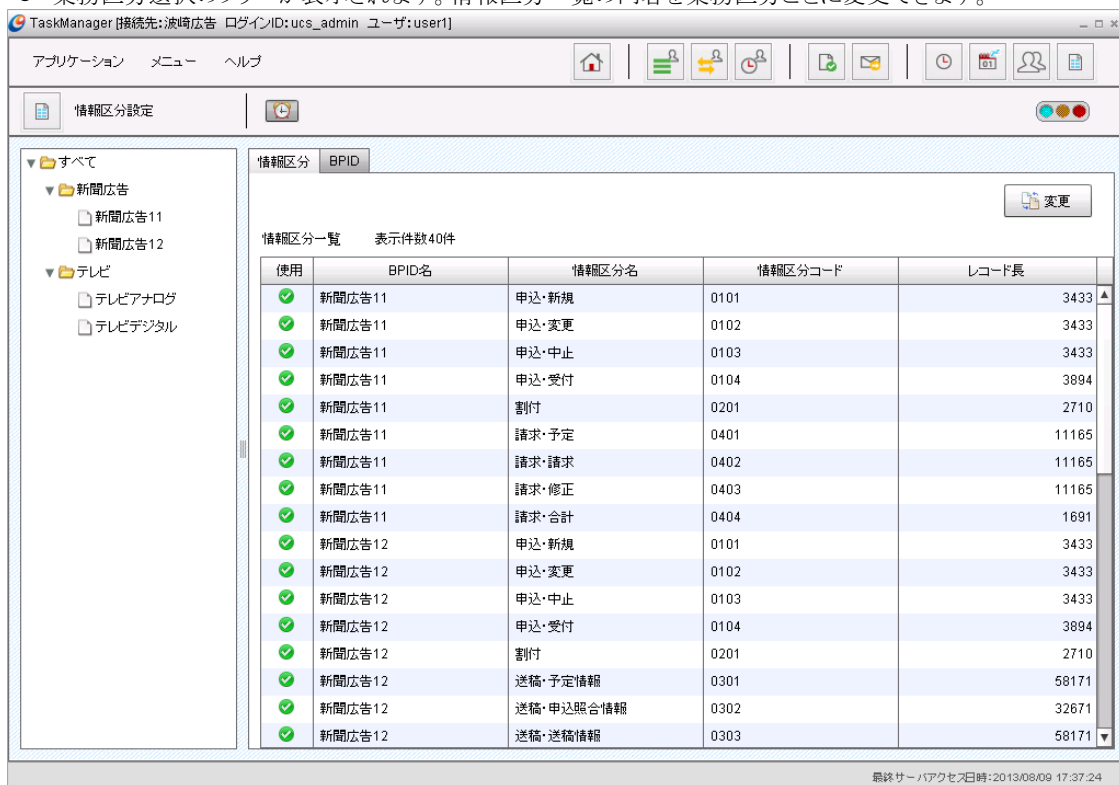 TaskManager [接続先:波崎広告 ログインID:ucs_admin ユーザ:user1]
アプリケーション メニュー ヘルプ
情報区分設定
すべて
新聞広告
新聞広告11
新聞広告12
テレビ
テレビアナログ
テレビデジタル
情報区分 BPID
変更
情報区分一覧 表示件数40件
使用 BPID名 情報区分名 情報区分コード レコード長
新聞広告11 申込・新規 0101 3433
新聞広告11 申込・変更 0102 3433
新聞広告11 申込・中止 0103 3433
新聞広告11 申込・受付 0104 3894
新聞広告11 割付 0201 2710
新聞広告11 請求・予定 0401 11165
新聞広告11 請求・請求 0402 11165
新聞広告11 請求・修正 0403 11165
新聞広告11 請求・合計 0404 1691
新聞広告12 申込・新規 0101 3433
新聞広告12 申込・変更 0102 3433
新聞広告12 申込・中止 0103 3433
新聞広告12 申込・受付 0104 3894
新聞広告12 割付 0201 2710
新聞広告12 送稿・予定情報 0301 58171
新聞広告12 送稿・申込照合情報 0302 32671
新聞広告12 送稿・送稿情報 0303 58171
最終サーバアクセス日時:2013/08/09 17:37:24